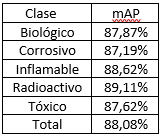 Clase mAP
Biológico 87,87%
Corrosivo 87,19%
Inflamable 88,62%
Radioactivo 89,11%
Tóxico 87,62%
Total 88,08%